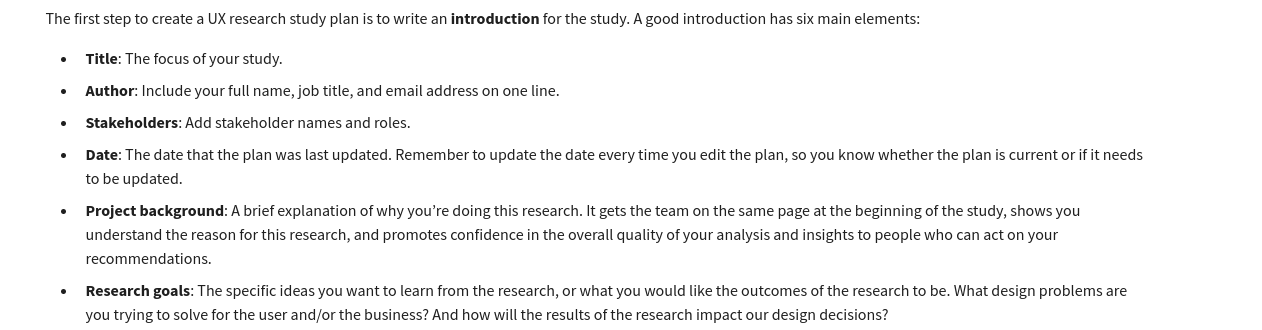 The first step to create a UX research study plan is to write an introduction for the study. A good introduction has six main elements:
• Title: The focus of your study.
• Author: Include your full name, job title, and email address on one line.
• Stakeholders: Add stakeholder names and roles.
• Date: The date that the plan was last updated. Remember to update the date every time you edit the plan, so you know whether the plan is current or if it needs
to be updated.
• Project background: A brief explanation of why you’re doing this research. It gets the team on the same page at the beginning of the study, shows you
understand the reason for this research, and promotes confidence in the overall quality of your analysis and insights to people who can act on your
recommendations.
• Research goals: The specific ideas you want to learn from the research, or what you would like the outcomes of the research to be. What design problems are
you trying to solve for the user and/or the business? And how will the results of the research impact our design decisions?